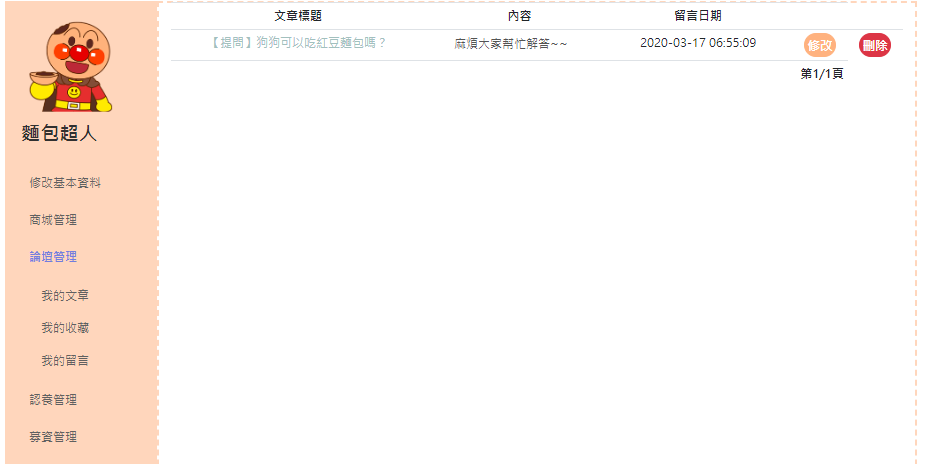 麵包超人
修改基本資料
商城管理
論壇管理
我的文章
我的收藏
我的留言
認養管理
募資管理
文章標題 內容 留言日期
【提問】狗狗可以吃紅豆麵包嗎？ 麻煩大家幫忙解答~~ 2020-03-17 06:55:09 修改 刪除
第1/1頁